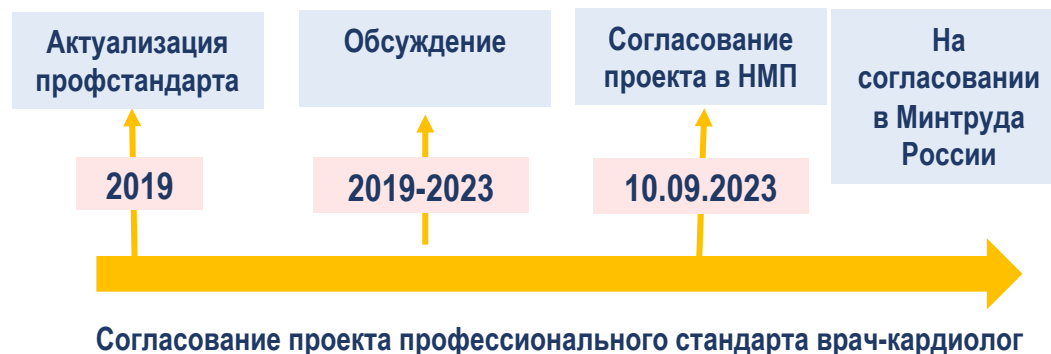 Актуализация
профстандарта
Обсуждение
Согласование
проекта в НМП
На
согласовании
в Минтруда
России
2019
2019-2023
10.09.2023
Согласование проекта профессионального стандарта врач-кардиолог